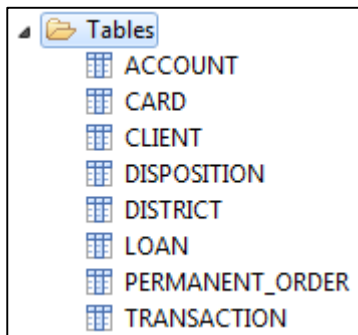 Tables
ACCOUNT
CARD
CLIENT
DISPOSITION
DISTRICT
LOAN
PERMANENT_ORDER
TRANSACTION